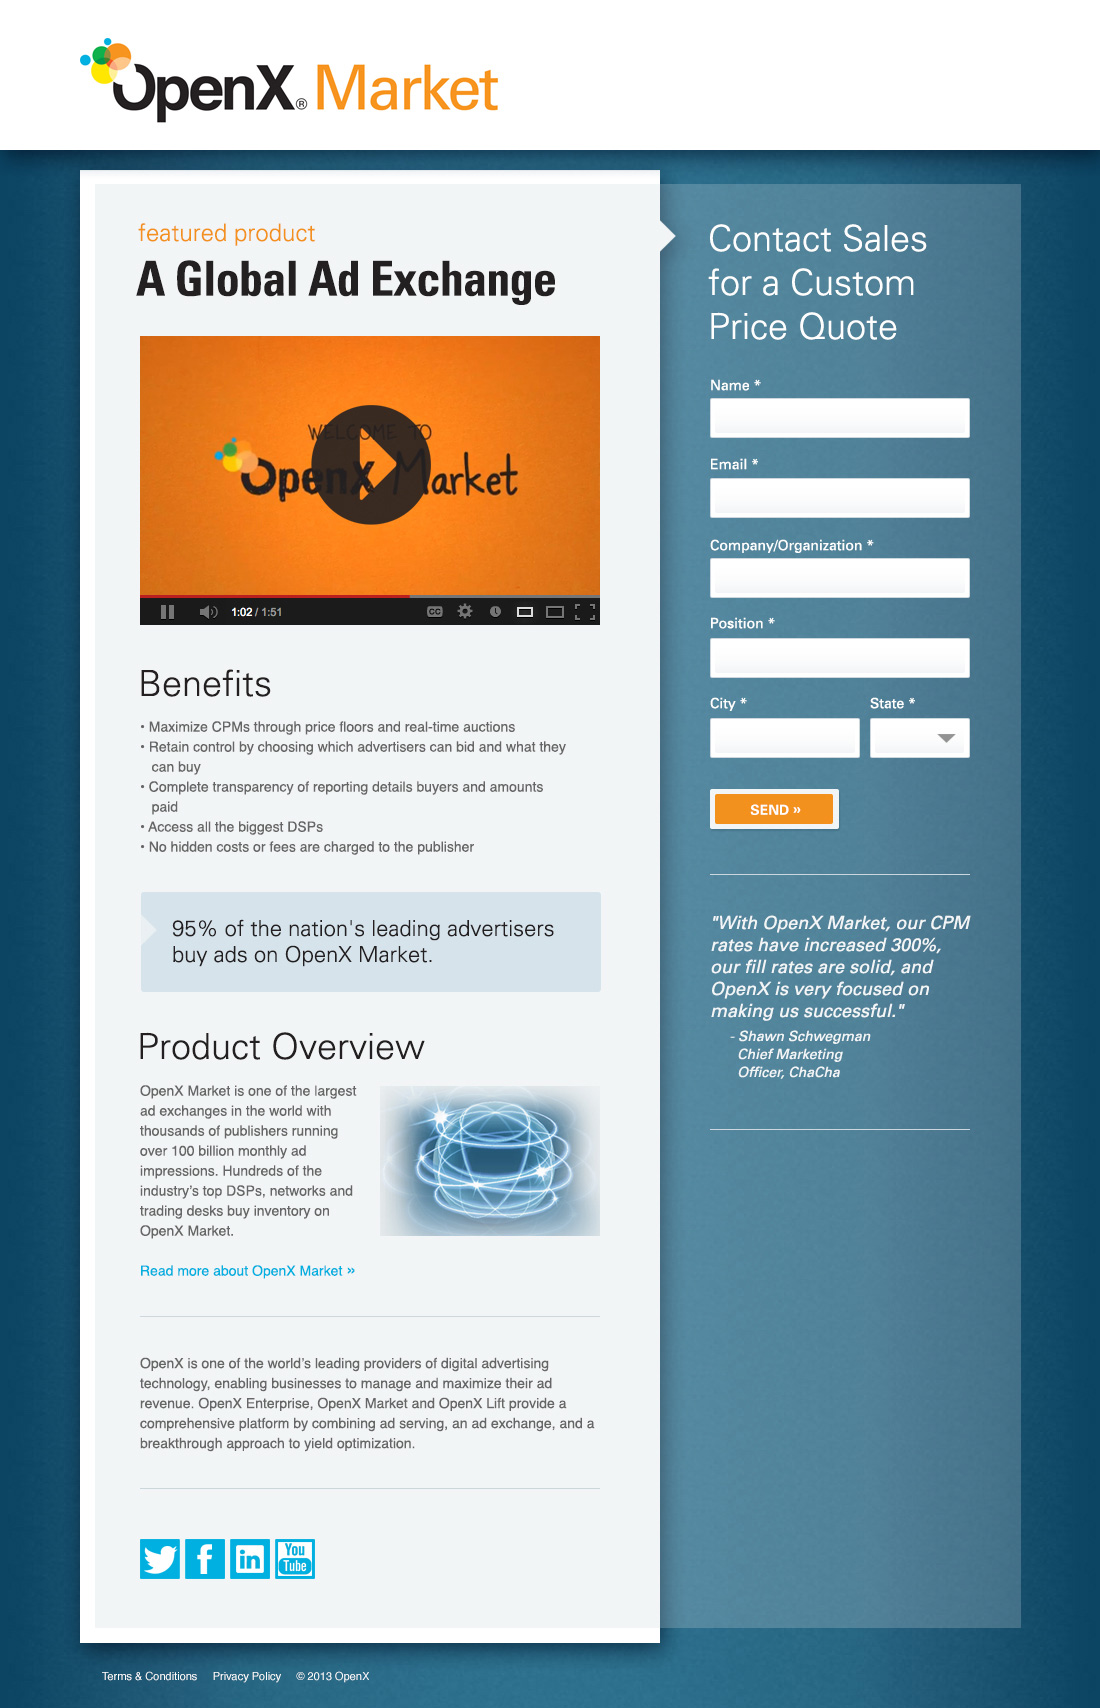 OpenX® Market
featured product
A Global Ad Exchange
WELCOME TO
OpenX Market
1:02 / 1:51
CC
Benefits
• Maximize CPMs through price floors and real-time auctions
• Retain control by choosing which advertisers can bid and what they
can buy
• Complete transparency of reporting details buyers and amounts
paid
• Access all the biggest DSPs
• No hidden costs or fees are charged to the publisher
95% of the nation's leading advertisers
buy ads on OpenX Market.
Product Overview
OpenX Market is one of the largest
ad exchanges in the world with
thousands of publishers running
over 100 billion monthly ad
impressions. Hundreds of the
industry's top DSPs, networks and
trading desks buy inventory on
OpenX Market.
Read more about OpenX Market »
OpenX is one of the world's leading providers of digital advertising
technology, enabling businesses to manage and maximize their ad
revenue. OpenX Enterprise, OpenX Market and OpenX Lift provide a
comprehensive platform by combining ad serving, an ad exchange, and a
breakthrough approach to yield optimization.
f
in
You
Tube
Contact Sales
for a Custom
Price Quote
Name *
Email *
Company/Organization *
Position *
City * State *
SEND »
"With OpenX Market, our CPM
rates have increased 300%,
our fill rates are solid, and
OpenX is very focused on
making us successful."
- Shawn Schwegman
Chief Marketing
Officer, ChaCha
Terms & Conditions Privacy Policy © 2013 OpenX